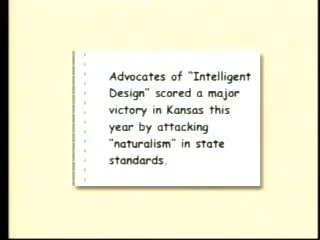 Advocates of "Intelligent
Design" scored a major
victory in Kansas this
year by attacking
"naturalism" in state
standards.